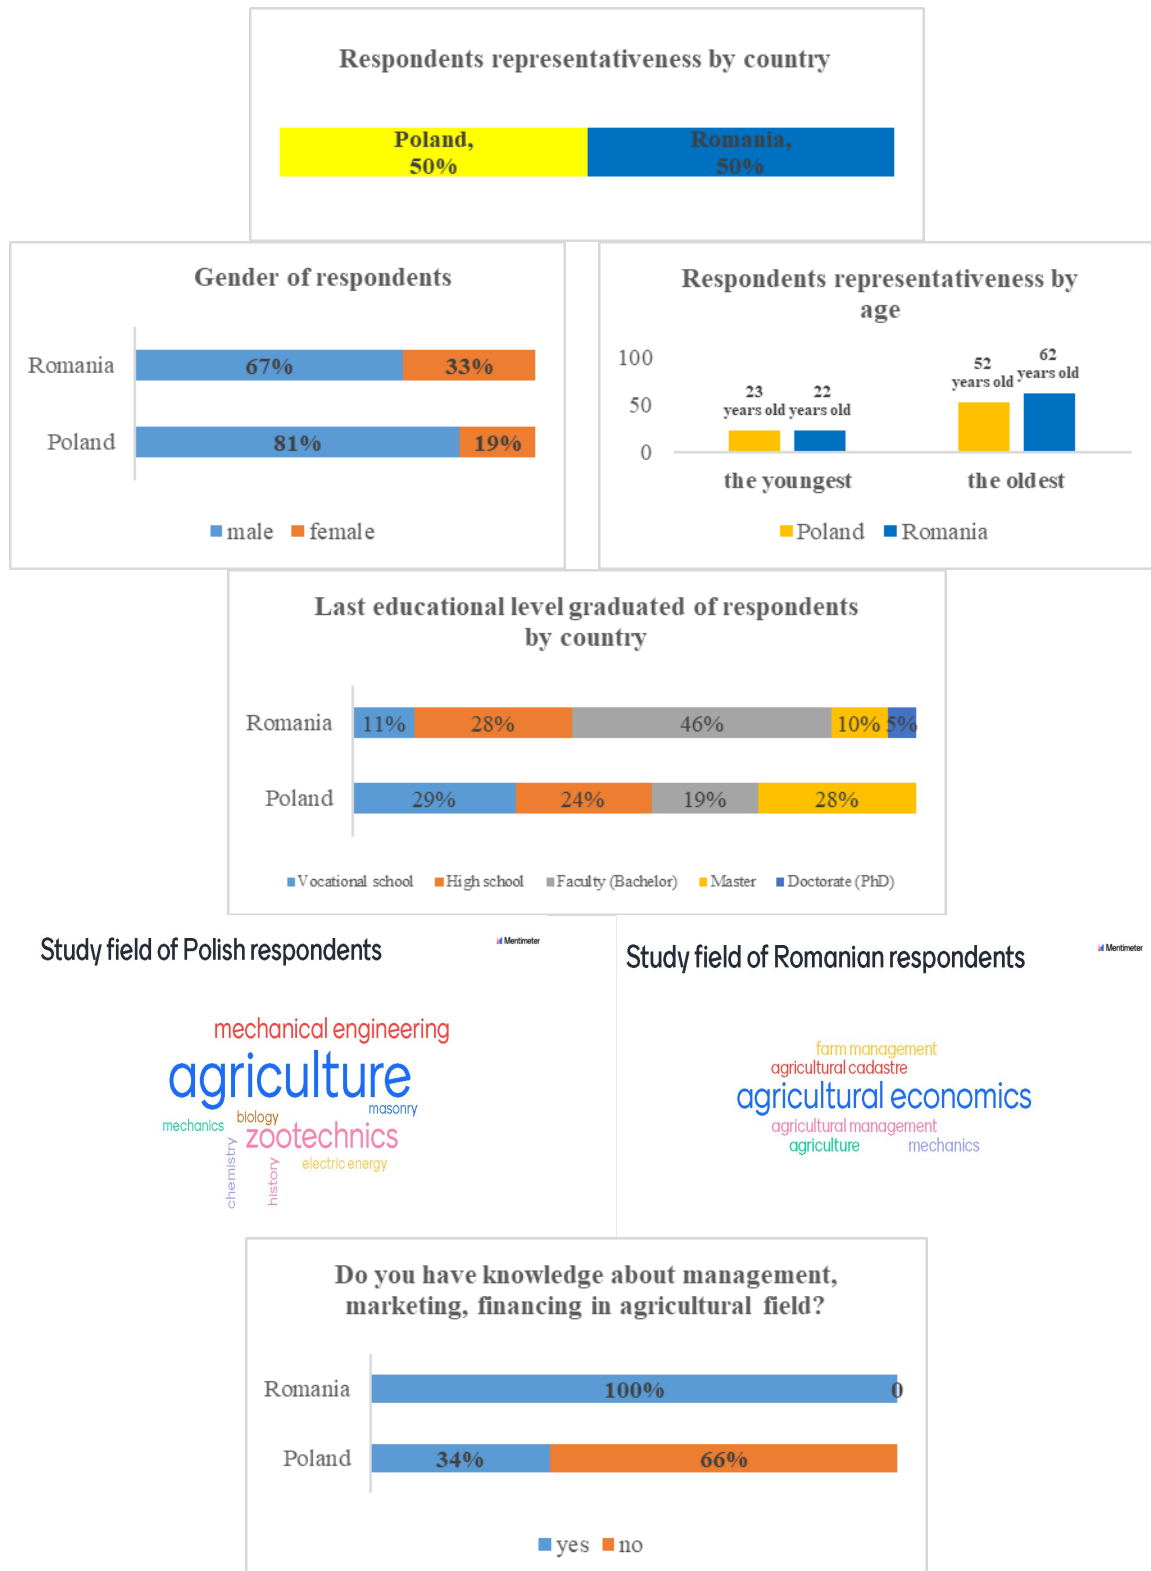 Respondents representativeness by country
Poland,
50%
Romania,
50%
Gender of respondents
Romania
67%
33%
Poland
81%
19%
male
female
Respondents representativeness by
age
100
50
0
23
years old
22
years old
52
years old
62
years old
the youngest
the oldest
Poland
Romania
Last educational level graduated of respondents
by country
Romania
11%
28%
46%
10%
5%
Poland
29%
24%
19%
28%
Vocational school
High school
Faculty (Bachelor)
Master
Doctorate (PhD)
Study field of Polish respondents
Mentimeter
mechanical engineering
agriculture
masonry
mechanics
biology
zootechnics
chemistry
history
electric energy
Study field of Romanian respondents
Mentimeter
farm management
agricultural cadastre
agricultural economics
agricultural management
agriculture
mechanics
Do you have knowledge about management,
marketing, financing in agricultural field?
Romania
100%
0
Poland
34%
66%
yes
no